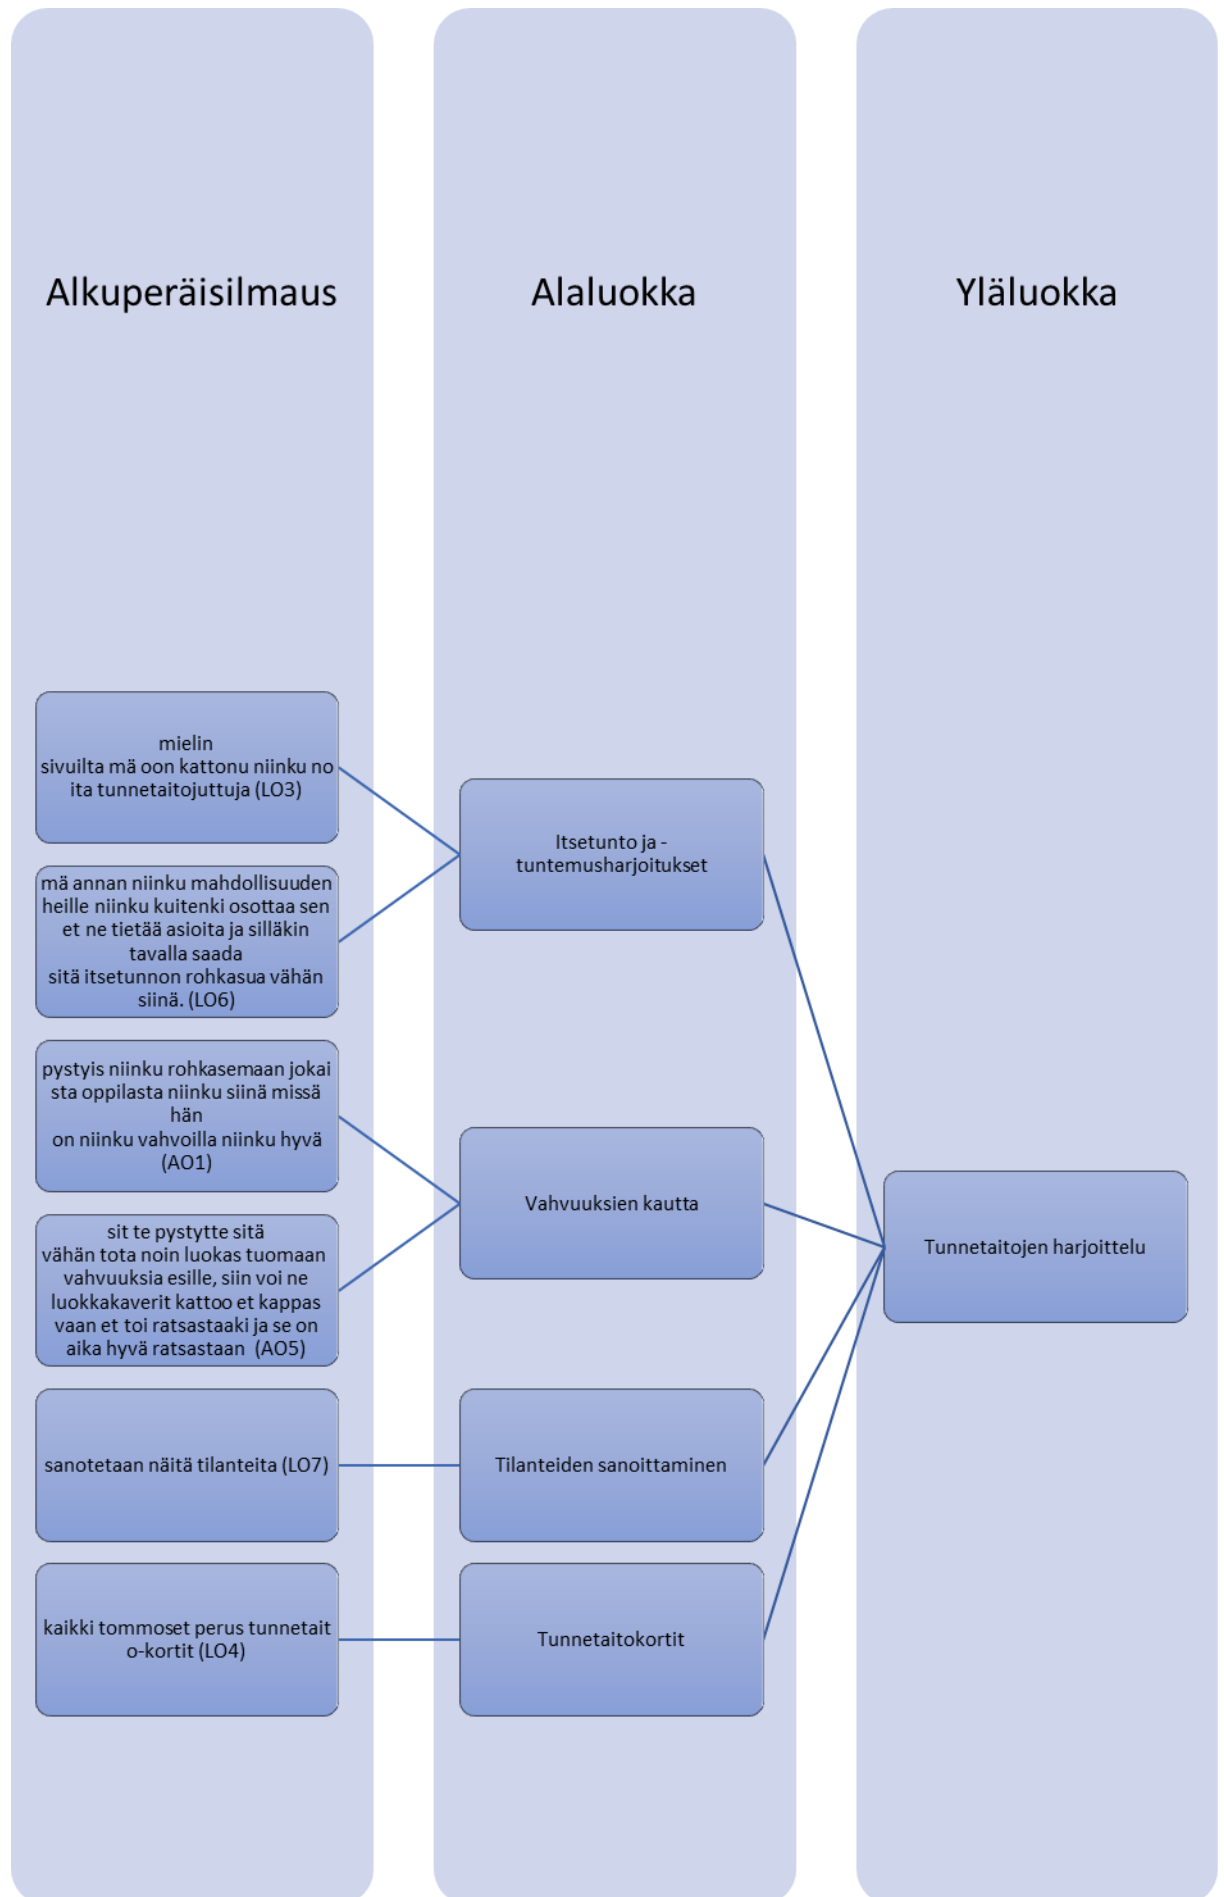 Alkuperäisilmaus
Alaluokka
Yläluokka
mielin
sivuilta mä oon kattonu niinku no
ita tunnetaitojuttuja (LO3)
mä annan niinku mahdollisuuden
heille niinku kuitenki osottaa sen
et ne tietää asioita ja silläkin
tavalla saada
sitä itsetunnon rohkasua vähän
siinä. (LO6)
pystyis niinku rohkasemaan jokai
sta oppilasta niinku siinä missä
hän
on niinku vahvoilla niinku hyvä
(AO1)
sit te pystytte sitä
vähän tota noin luokas tuomaan
vahvuuksia esille, siin voi ne
luokkakaverit kattoo et kappas
vaan et toi ratsastaaki ja se on
aika hyvä ratsastaan (AO5)
sanotetaan näitä tilanteita (LO7)
kaikki tommoset perus tunnetait
o-kortit (LO4)
Itsetunto ja -
tuntemusharjoitukset
Vahvuuksien kautta
Tilanteiden sanoittaminen
Tunnetaitokortit
Tunnetaitojen harjoittelu